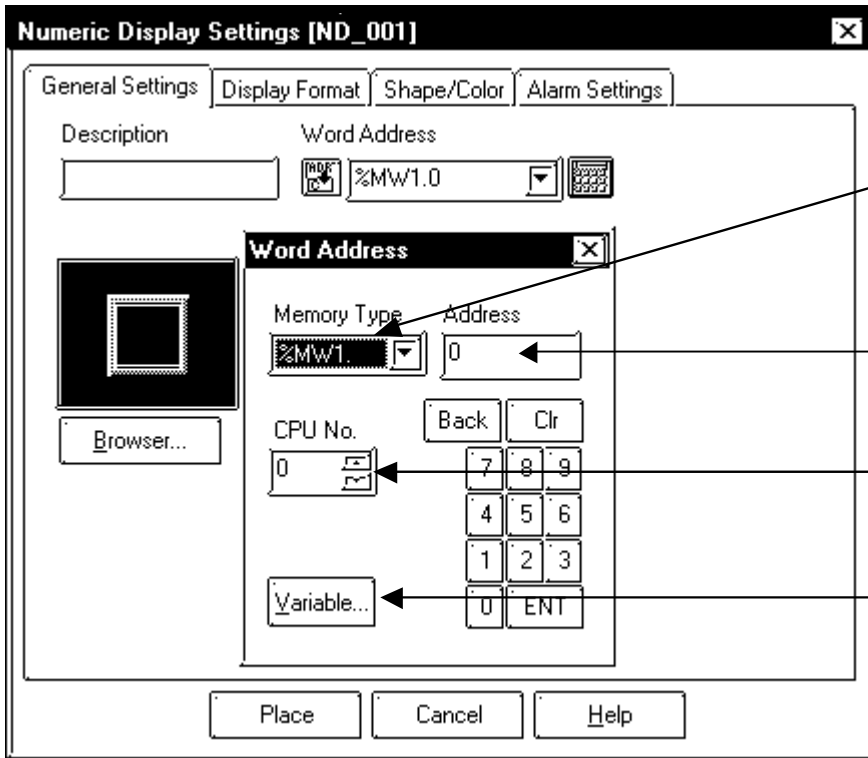 Numeric Display Settings [ND_001]
General Settings Display Format Shape/Color Alarm Settings
Description Word Address
%MW1.0
Word Address
Memory Type Address
%MW1. 0
Browser...
CPU No. Back Clr
0 7 8 9
4 5 6
1 2 3
Variable... 0 ENT
Place Cancel Help